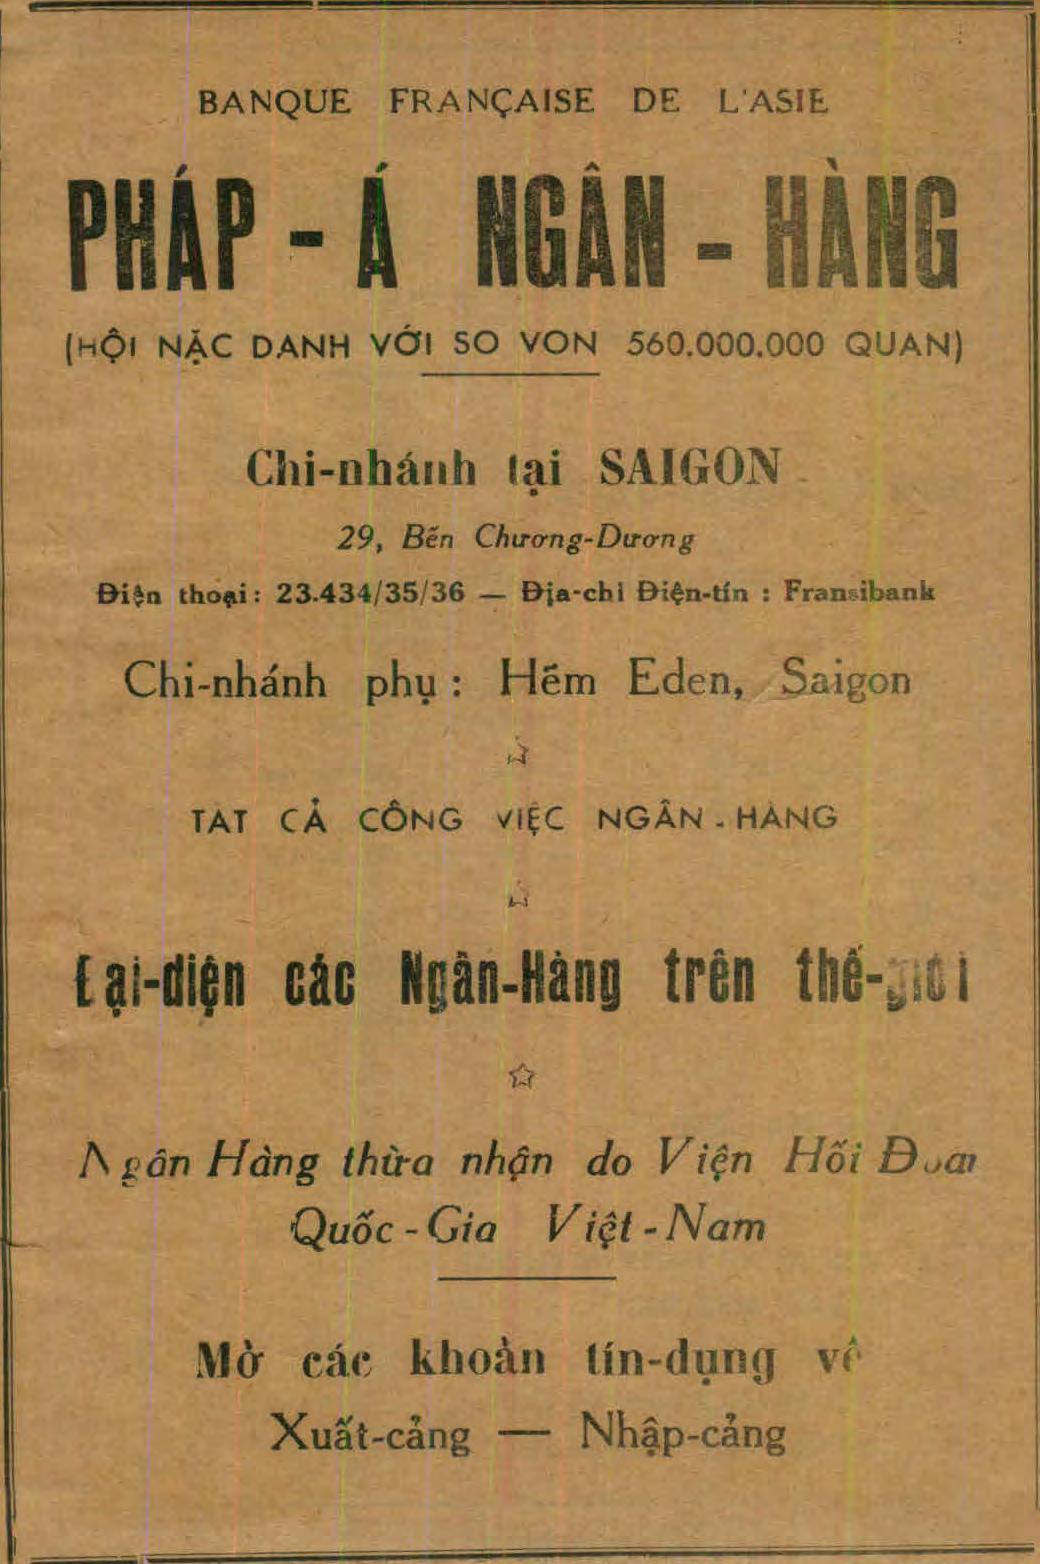 BANQUE FRANÇAISE DE L'ASIE
PHÁP - Á NGÂN - HÀNG
(HỘI NẶC DANH VỚI SO VON 560.000.000 QUAN)
Chi-nhánh tại SAIGON
29, Bến Chương-Dương
Điện thoại: 23.434/35/36 — Địa-chỉ Điện-tín : Fransibank
Chi-nhánh phụ : Hẽm Eden, Saigon
TAT CẢ CÔNG VIỆC NGÂN - HÀNG
Đại-diện các Ngân-Hàng trên thế-giới
Ngân Hàng thừa nhận do Viện Hối Đoái
Quốc - Gia Việt - Nam
Mở các khoản tín-dụng về
Xuất-cảng — Nhập-cảng